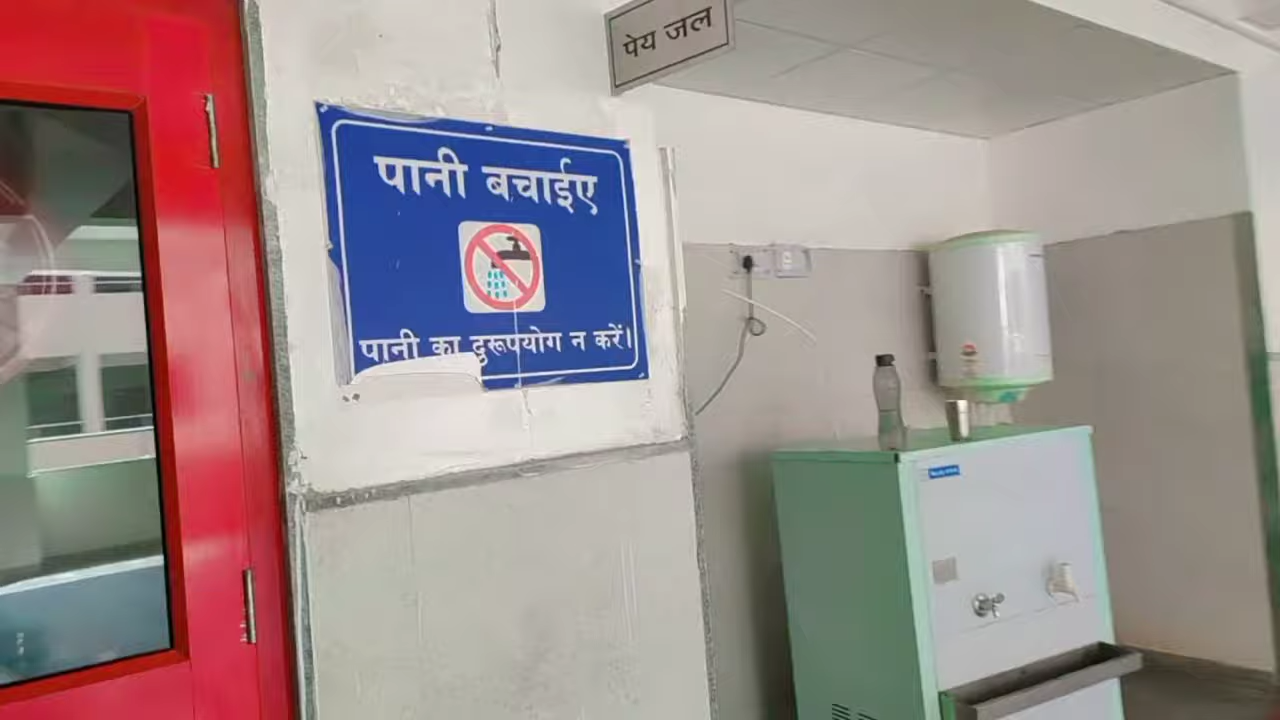 पेय जल
पानी बचाईए
पानी का दुरूपयोग न करें।